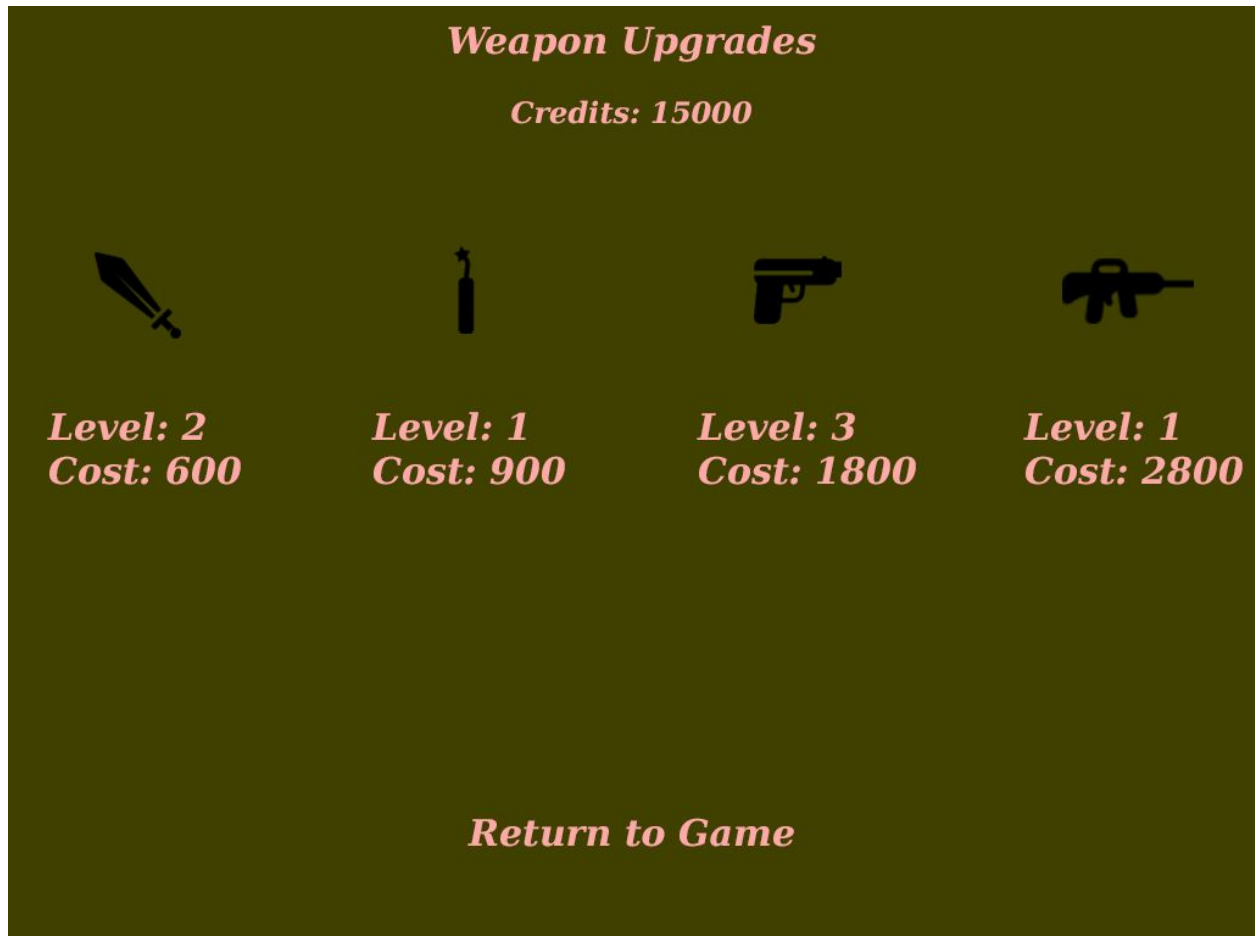 Weapon Upgrades
Credits: 15000
Level: 2
Cost: 600
Level: 1
Cost: 900
Level: 3
Cost: 1800
Level: 1
Cost: 2800
Return to Game